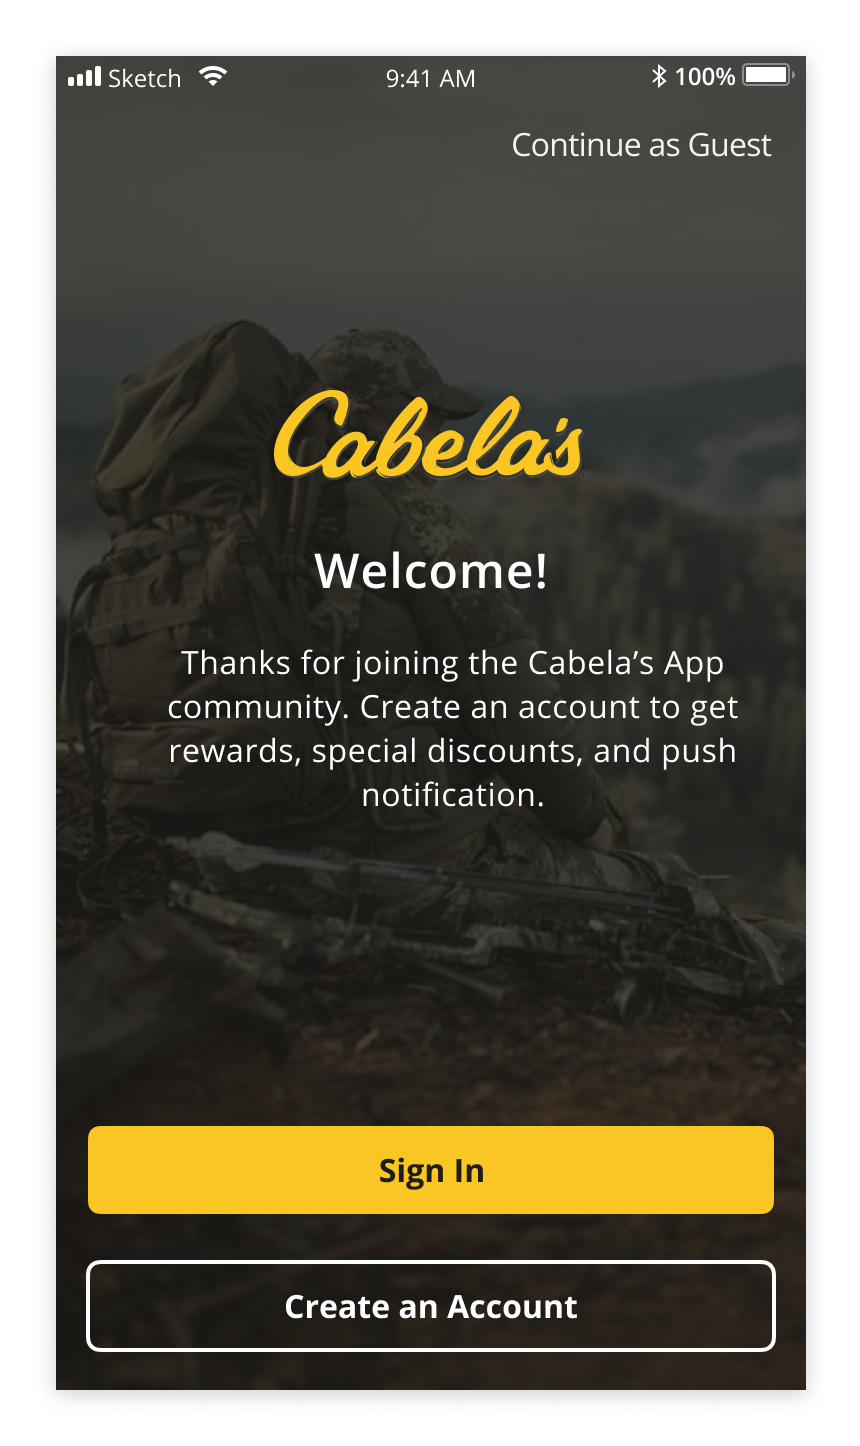 Sketch 9:41 AM 100%
Continue as Guest
Cabela's
Welcome!
Thanks for joining the Cabela’s App
community. Create an account to get
rewards, special discounts, and push
notification.
Sign In
Create an Account